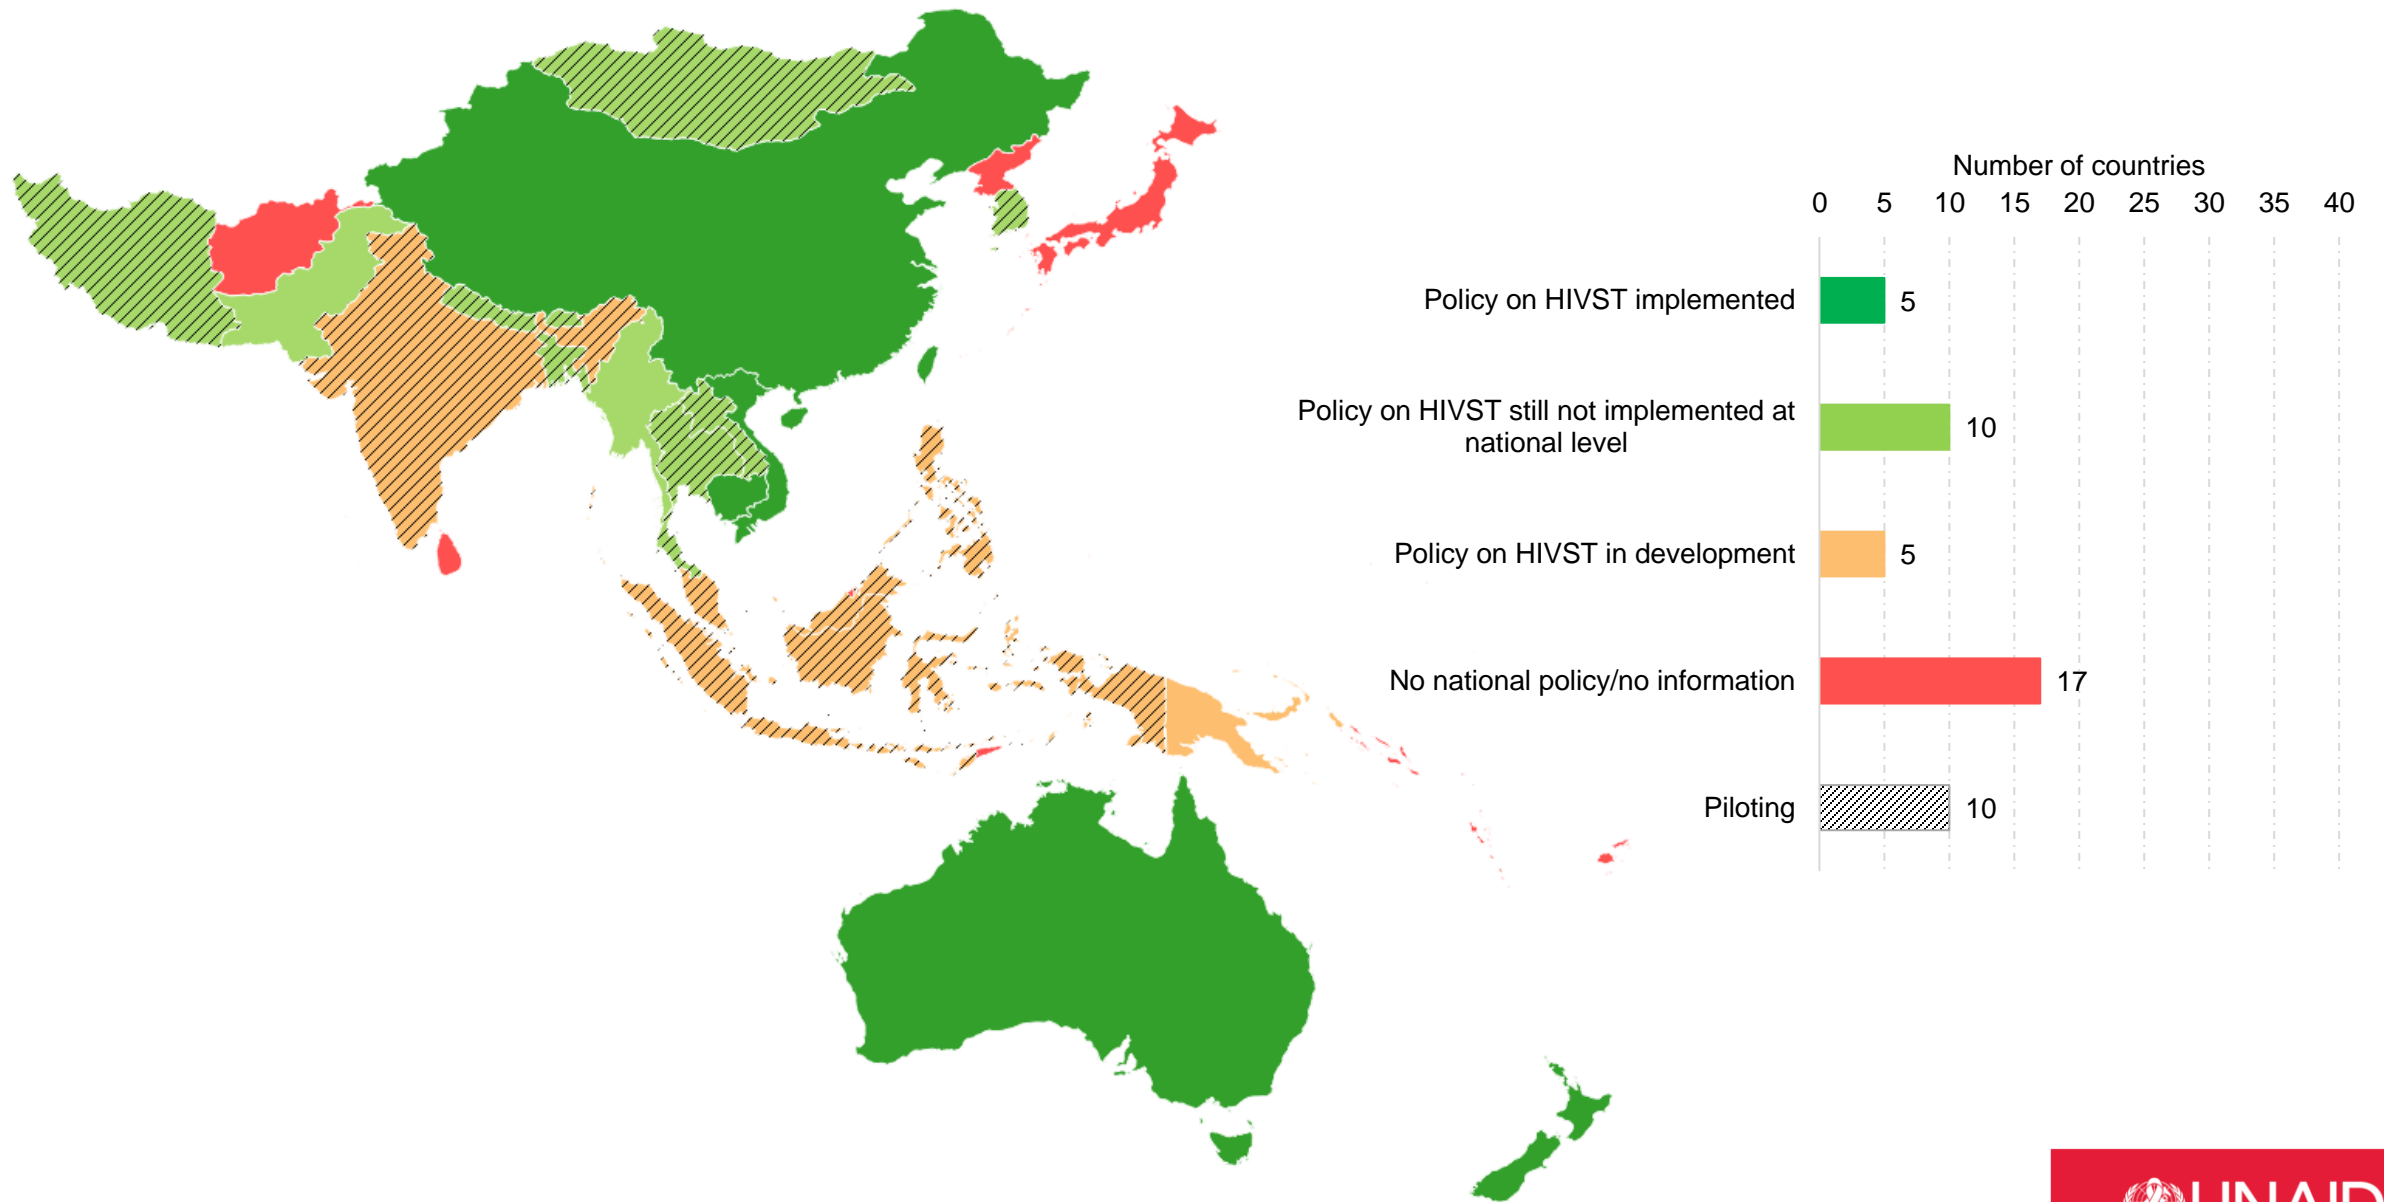 Number of countries
0 5 10 15 20 25 30 35 40
Policy on HIVST implemented
5
Policy on HIVST still not implemented at
national level
10
Policy on HIVST in development
5
No national policy/no information
17
Piloting
10
UNAID